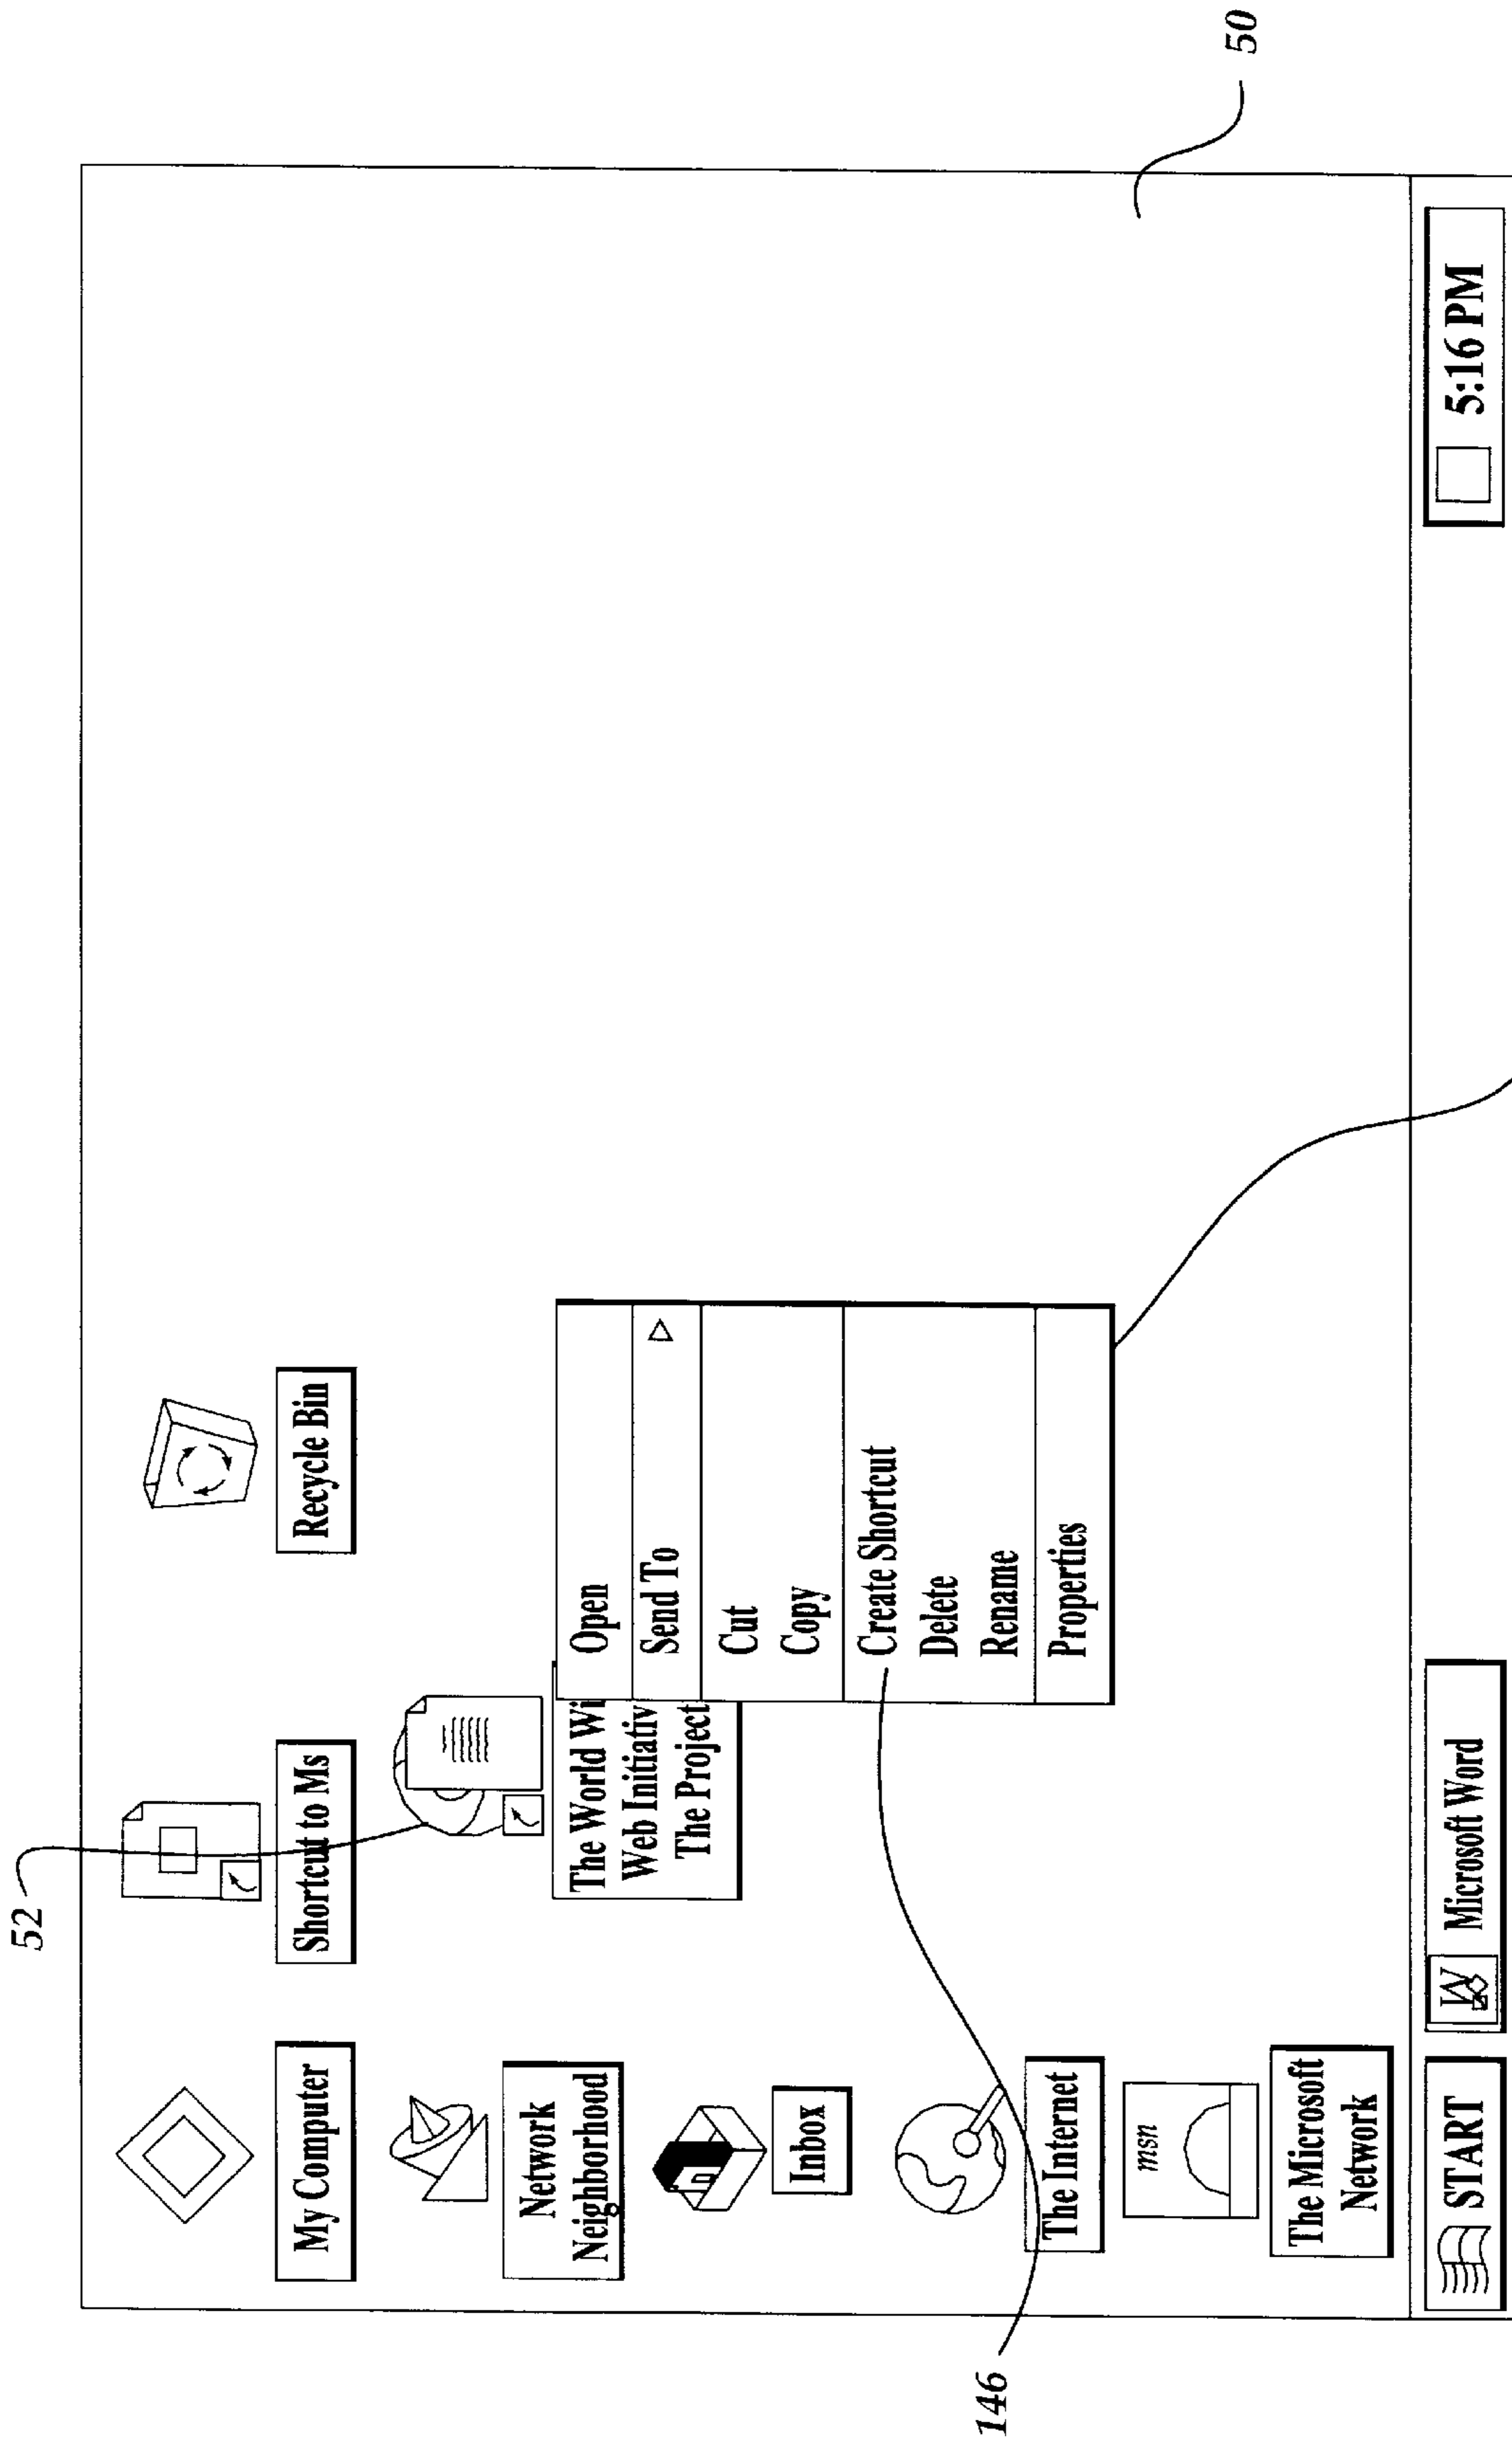 52
50
My Computer
Shortcut to Ms
Recycle Bin
Network
Neighborhood
The World Wi
Web Initiativ
The Project
Open
Send To
Cut
Copy
Create Shortcut
Delete
Rename
Properties
Inbox
The Internet
msn
The Microsoft
Network
146
START
W
Microsoft Word
5:16 PM